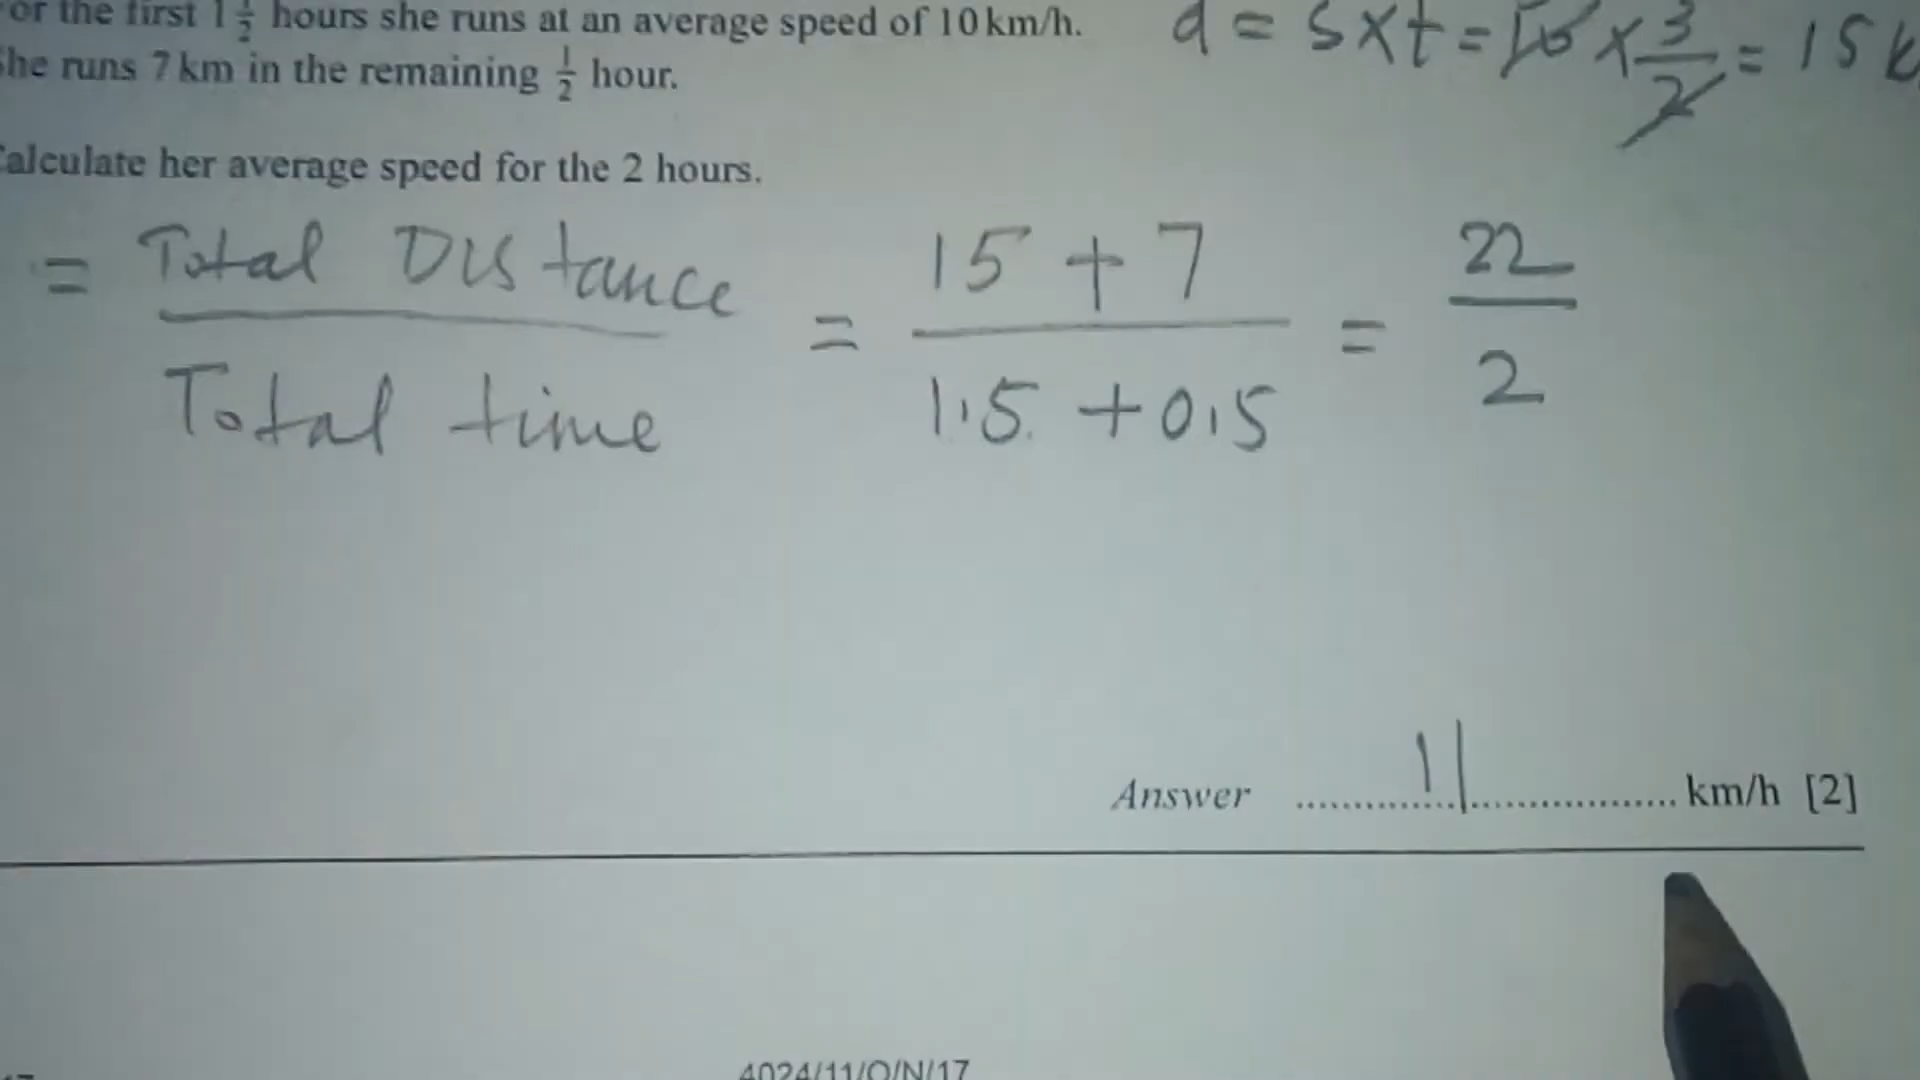 or the first 1 1/2 hours she runs at an average speed of 10 km/h.
he runs 7 km in the remaining 1/2 hour.
d = s x t = 10 x 3/2 = 15 k
alculate her average speed for the 2 hours.
= Total Distance / Total time = 15 + 7 / 1.5 + 0.5 = 22 / 2
Answer ........11........ km/h [2]
4024/11/O/N/17